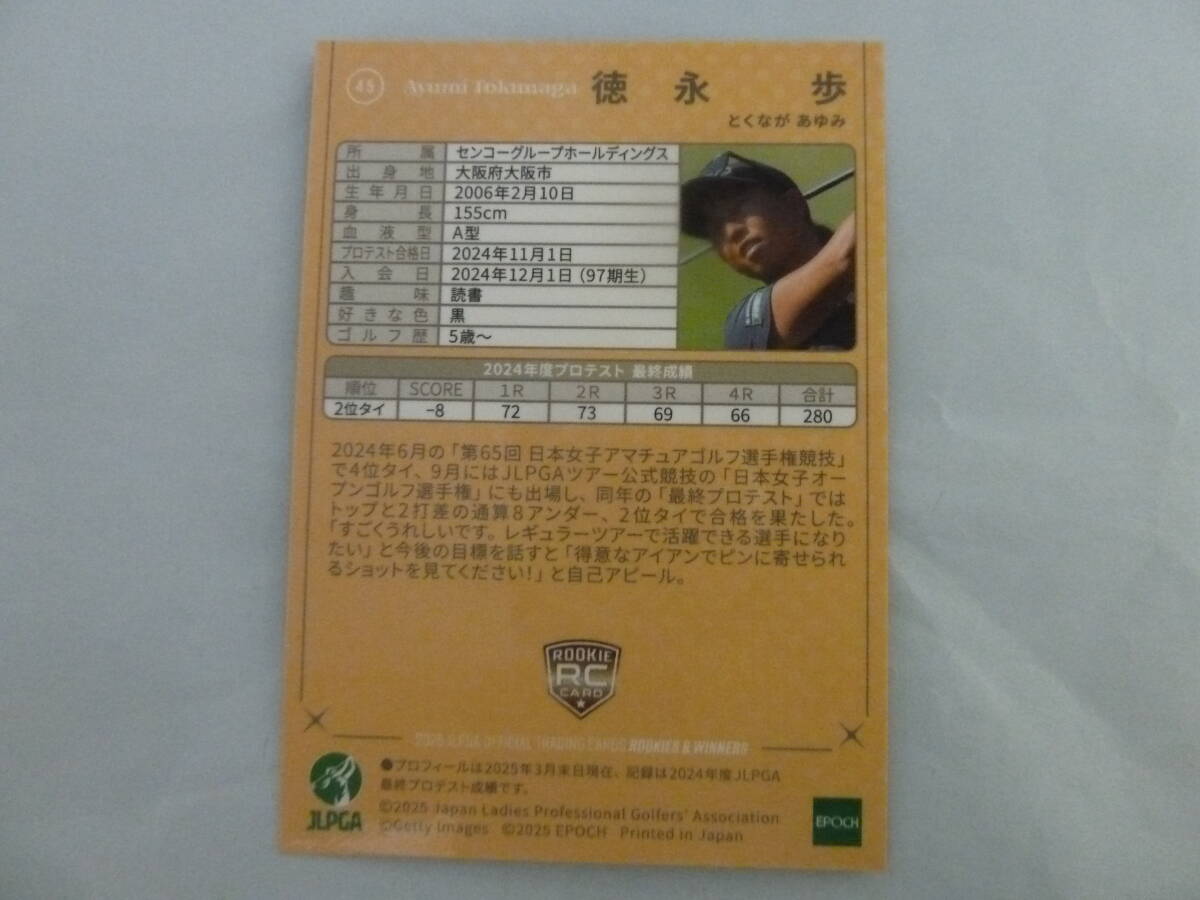 45 Ayumi Tokunaga 徳永 歩
とくなが あゆみ
所属 センコーグループホールディングス
出身地 大阪府大阪市
生年月日 2006年2月10日
身長 155cm
血液型 A型
プロテスト合格日 2024年11月1日
入会日 2024年12月1日（97期生）
趣味 読書
好きな色 黒
ゴルフ歴 5歳〜
2024年度プロテスト 最終成績
順位 SCORE 1R 2R 3R 4R 合計
2位タイ −8 72 73 69 66 280
2024年6月の「第65回 日本女子アマチュアゴルフ選手権競技」
で4位タイ、9月にはJLPGAツアー公式競技の「日本女子オー
プンゴルフ選手権」にも出場し、同年の「最終プロテスト」では
トップと2打差の通算8アンダー、2位タイで合格を果たした。
「すごくうれしいです。レギュラーツアーで活躍できる選手になり
たい」と今後の目標を話すと「得意なアイアンでピンに寄せられ
るショットを見てください！」と自己アピール。
ROOKIE
RC
CARD
2025 JLPGA OFFICIAL TRADING CARDS ROOKIES & WINNERS
●プロフィールは2025年3月末日現在、記録は2024年度JLPGA
最終プロテスト成績です。
©2025 Japan Ladies Professional Golfers' Association
©Getty Images ©2025 EPOCH Printed in Japan
JLPGA
EPOCH